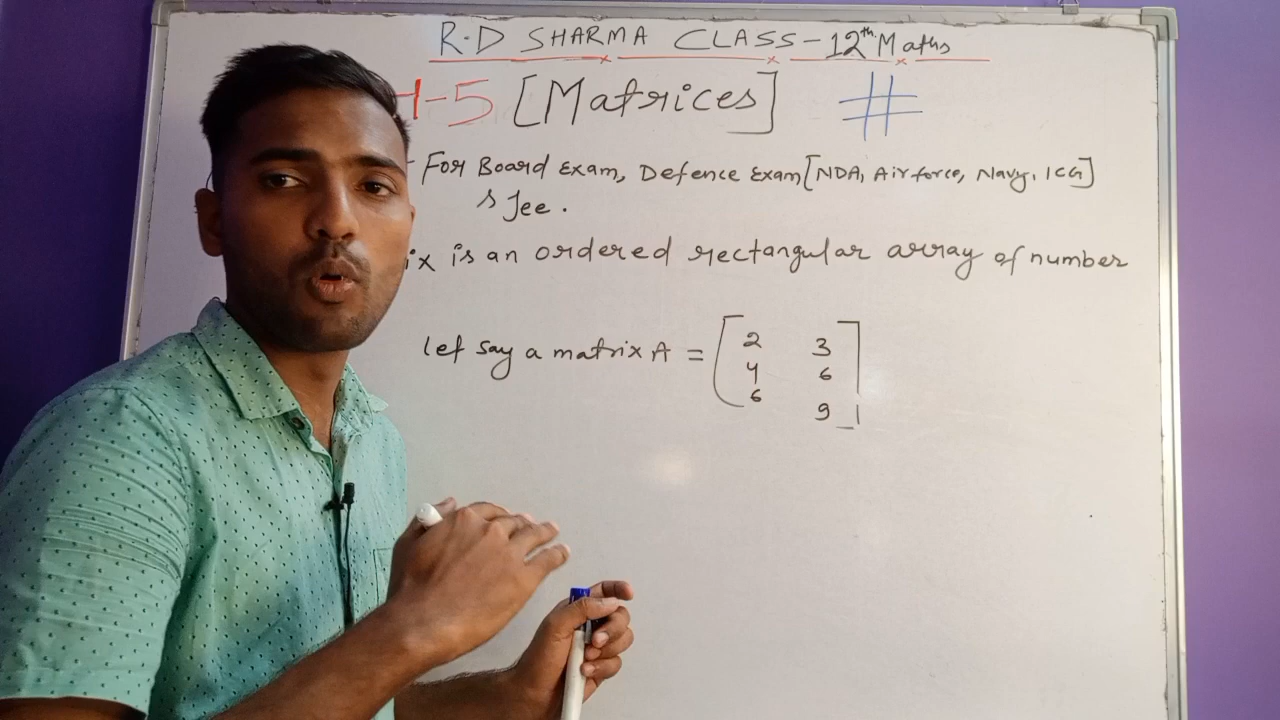 R.D SHARMA CLASS-12th Maths
H-5 [Matrices] #
- For Board Exam, Defence Exam [NDA, Airforce, Navy, ICG]
& Jee.
ix is an ordered rectangular array of number
let say a matrix A = [2 3
4 6
6 9]